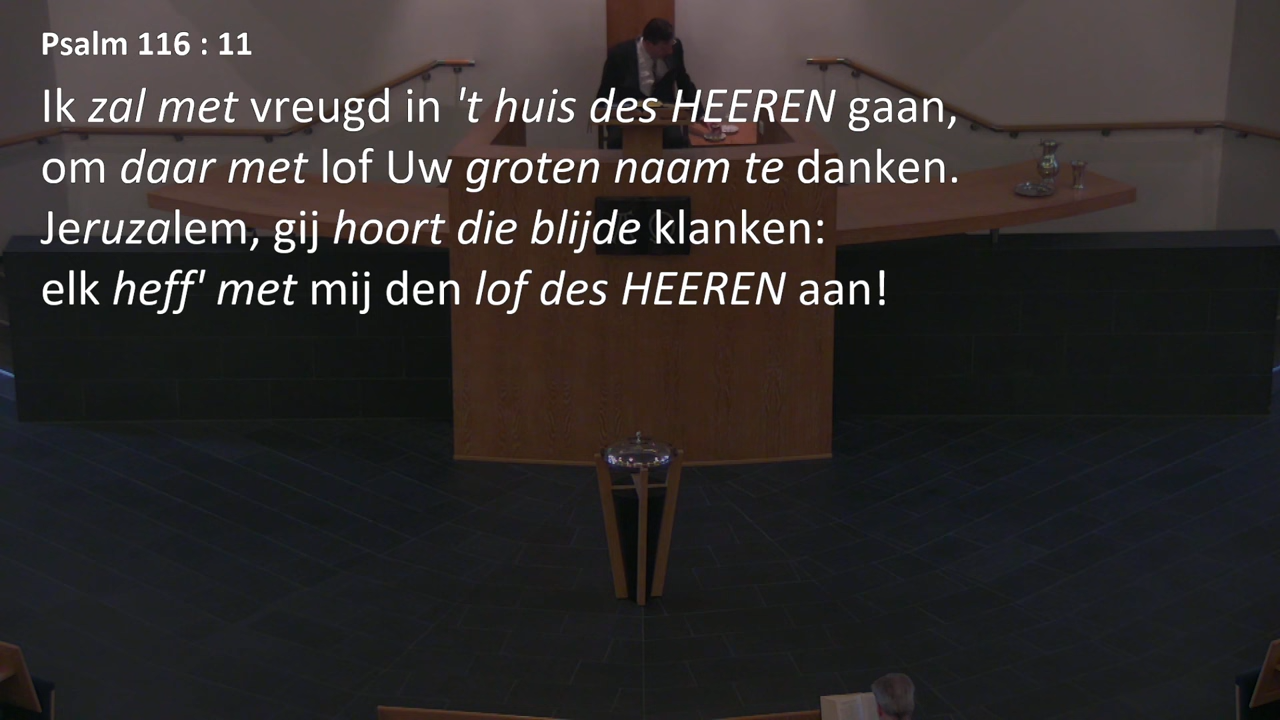 Psalm 116 : 11
Ik zal met vreugd in 't huis des HEEREN gaan,
om daar met lof Uw groten naam te danken.
Jeruzalem, gij hoort die blijde klanken:
elk heff' met mij den lof des HEEREN aan!